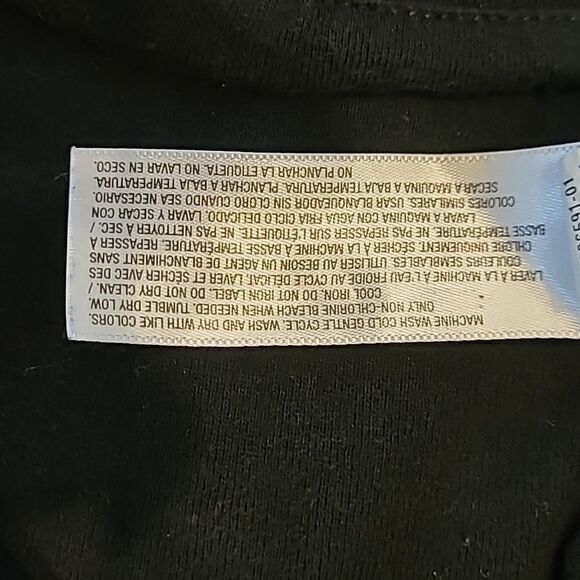 MACHINE WASH COLD GENTLE CYCLE. WASH AND DRY WITH LIKE COLORS.
ONLY NON-CHLORINE BLEACH WHEN NEEDED. TUMBLE DRY LOW.
COOL IRON. DO NOT IRON LABEL. DO NOT DRY CLEAN. /
LAVER À LA MACHINE À L'EAU FROIDE AU CYCLE DÉLICAT. LAVER ET SÉCHER AVEC DES
COULEURS SEMBLABLES. UTILISER AU BESOIN UN AGENT DE BLANCHIMENT SANS
CHLORE UNIQUEMENT. SÉCHER À LA MACHINE À BASSE TEMPÉRATURE. REPASSER À
BASSE TEMPÉRATURE. NE PAS REPASSER SUR L'ÉTIQUETTE. NE PAS NETTOYER À SEC. /
LAVAR A MAQUINA CON AGUA FRIA CICLO DELICADO. LAVAR Y SECAR CON
COLORES SIMILARES. USAR BLANQUEADOR SIN CLORO CUANDO SEA NECESARIO.
SECAR A MAQUINA A BAJA TEMPERATURA. PLANCHAR A BAJA TEMPERATURA.
NO PLANCHAR LA ETIQUETA. NO LAVAR EN SECO.